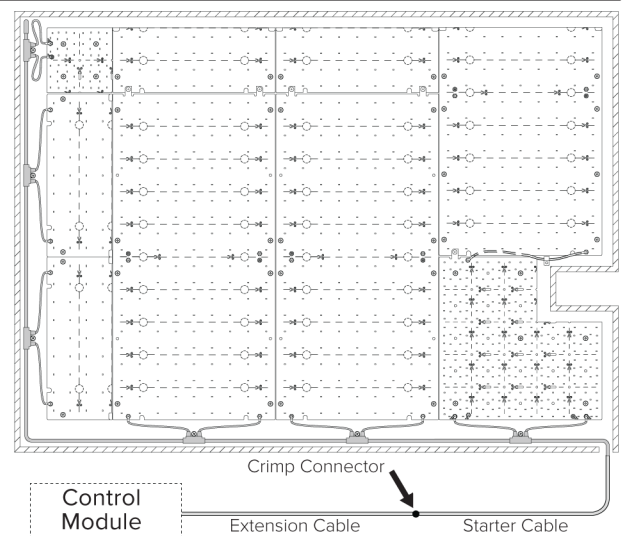 Crimp Connector
Control
Module
Extension Cable
Starter Cable